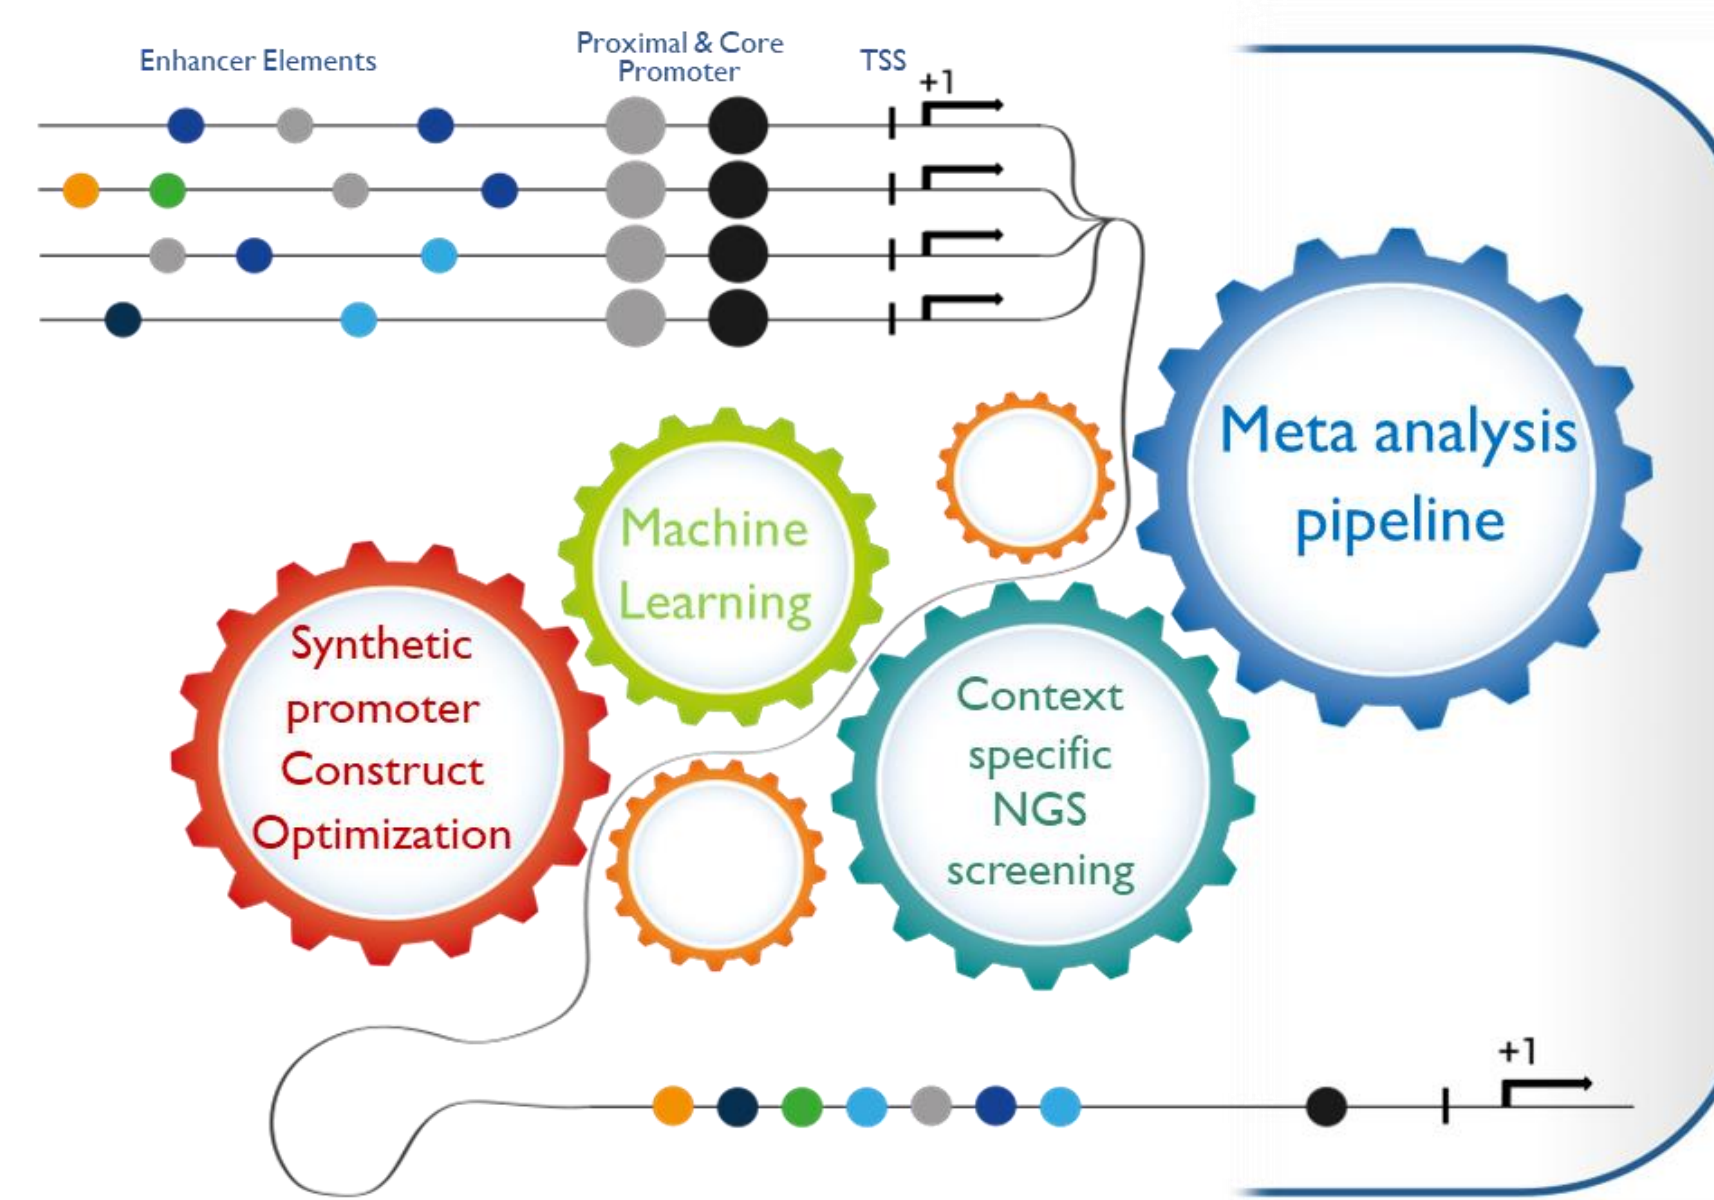 Enhancer Elements
Proximal & Core
Promoter
TSS
+1
Meta analysis
pipeline
Machine
Learning
Synthetic
promoter
Construct
Optimization
Context
specific
NGS
screening
+1